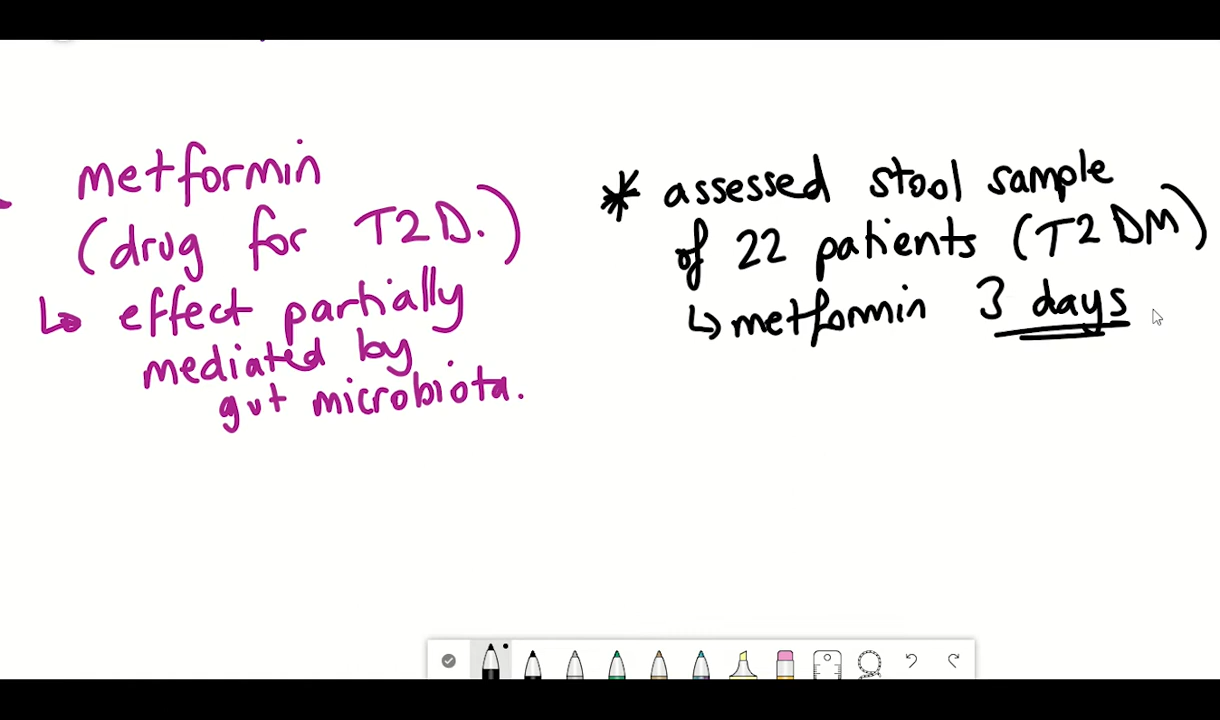 metformin
(drug for T2D.)
↳ effect partially
mediated by
gut microbiota.
* assessed stool sample
of 22 patients (T2DM)
↳ metformin 3 days